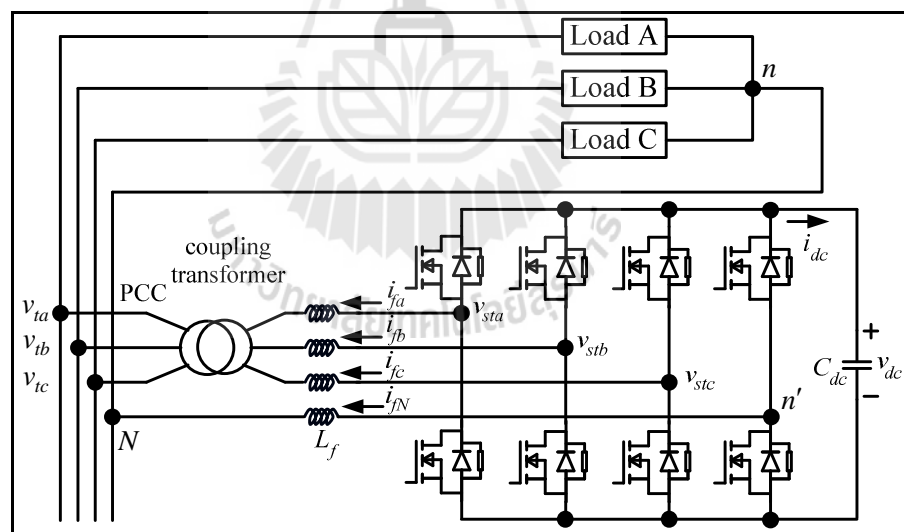 Load A
n
Load B
Load C
coupling
transformer
PCC
i_dc
v_ta
i_fa
v_sta
v_tb
i_fb
v_stb
v_tc
i_fc
v_stc
+
C_dc
v_dc
−
i_fN
n'
N
L_f